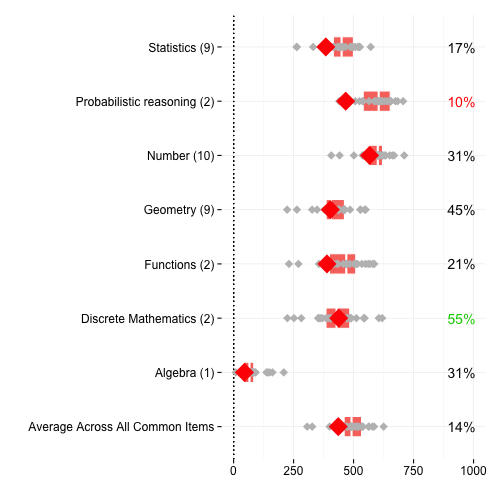 Statistics (9) 17%
Probabilistic reasoning (2) 10%
Number (10) 31%
Geometry (9) 45%
Functions (2) 21%
Discrete Mathematics (2) 55%
Algebra (1) 31%
Average Across All Common Items 14%
0 250 500 750 1000